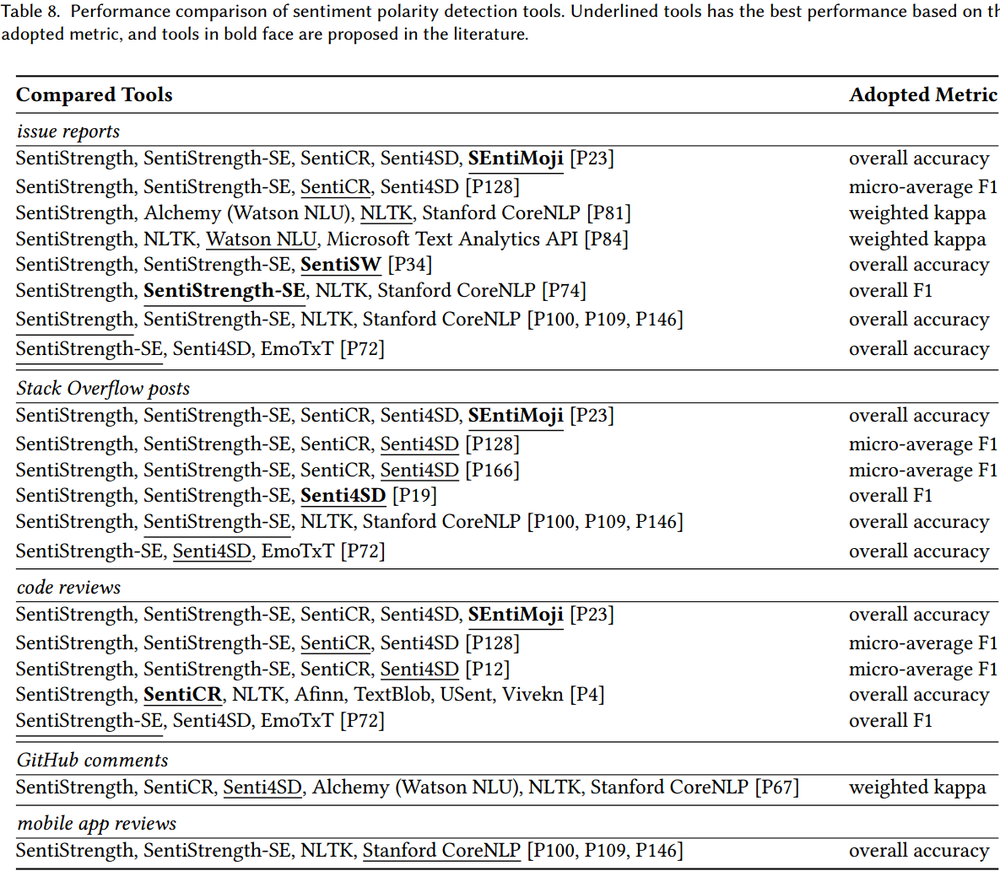 Table 8. Performance comparison of sentiment polarity detection tools. Underlined tools has the best performance based on
adopted metric, and tools in bold face are proposed in the literature.
Compared Tools Adopted Metric
issue reports
SentiStrength, SentiStrength-SE, SentiCR, Senti4SD, SEntiMoji [P23] overall accuracy
SentiStrength, SentiStrength-SE, SentiCR, Senti4SD [P128] micro-average F1
SentiStrength, Alchemy (Watson NLU), NLTK, Stanford CoreNLP [P81] weighted kappa
SentiStrength, NLTK, Watson NLU, Microsoft Text Analytics API [P84] weighted kappa
SentiStrength, SentiStrength-SE, SentiSW [P34] overall accuracy
SentiStrength, SentiStrength-SE, NLTK, Stanford CoreNLP [P74] overall F1
SentiStrength, SentiStrength-SE, NLTK, Stanford CoreNLP [P100, P109, P146] overall accuracy
SentiStrength-SE, Senti4SD, EmoTxT [P72] overall accuracy
Stack Overflow posts
SentiStrength, SentiStrength-SE, SentiCR, Senti4SD, SEntiMoji [P23] overall accuracy
SentiStrength, SentiStrength-SE, SentiCR, Senti4SD [P128] micro-average F1
SentiStrength, SentiStrength-SE, SentiCR, Senti4SD [P166] micro-average F1
SentiStrength, SentiStrength-SE, Senti4SD [P19] overall F1
SentiStrength, SentiStrength-SE, NLTK, Stanford CoreNLP [P100, P109, P146] overall accuracy
SentiStrength-SE, Senti4SD, EmoTxT [P72] overall accuracy
code reviews
SentiStrength, SentiStrength-SE, SentiCR, Senti4SD, SEntiMoji [P23] overall accuracy
SentiStrength, SentiStrength-SE, SentiCR, Senti4SD [P128] micro-average F1
SentiStrength, SentiStrength-SE, SentiCR, Senti4SD [P12] micro-average F1
SentiStrength, SentiCR, NLTK, Afinn, TextBlob, USent, Vivekn [P4] overall accuracy
SentiStrength-SE, Senti4SD, EmoTxT [P72] overall F1
GitHub comments
SentiStrength, SentiCR, Senti4SD, Alchemy (Watson NLU), NLTK, Stanford CoreNLP [P67] weighted kappa
mobile app reviews
SentiStrength, SentiStrength-SE, NLTK, Stanford CoreNLP [P100, P109, P146] overall accuracy